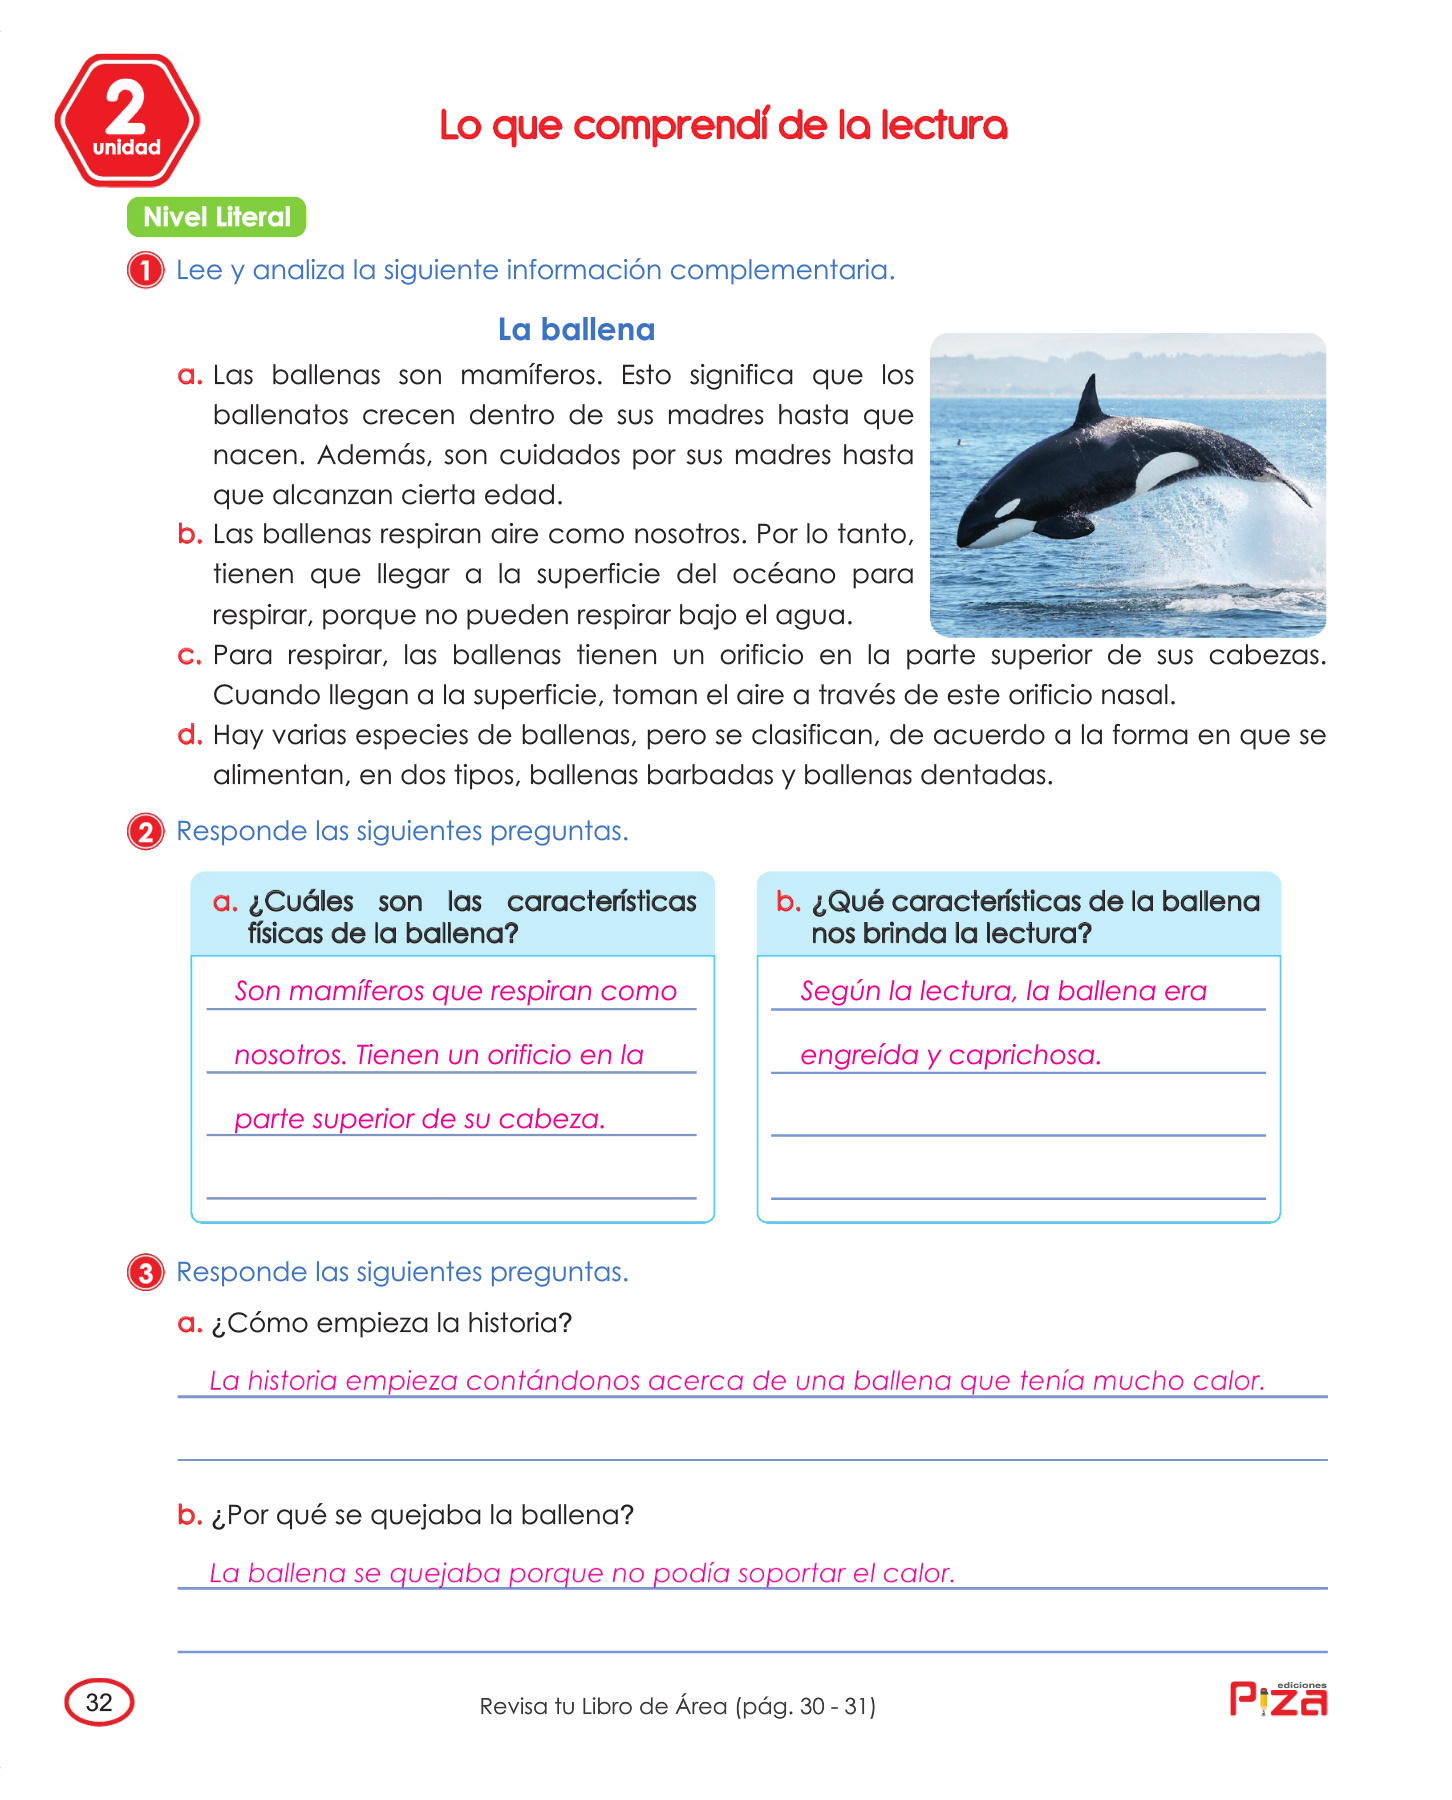 2
unidad
Lo que comprendí de la lectura
Nivel Literal
1 Lee y analiza la siguiente información complementaria.
La ballena
a. Las ballenas son mamíferos. Esto significa que los
ballenatos crecen dentro de sus madres hasta que
nacen. Además, son cuidados por sus madres hasta
que alcanzan cierta edad.
b. Las ballenas respiran aire como nosotros. Por lo tanto,
tienen que llegar a la superficie del océano para
respirar, porque no pueden respirar bajo el agua.
c. Para respirar, las ballenas tienen un orificio en la parte superior de sus cabezas.
Cuando llegan a la superficie, toman el aire a través de este orificio nasal.
d. Hay varias especies de ballenas, pero se clasifican, de acuerdo a la forma en que se
alimentan, en dos tipos, ballenas barbadas y ballenas dentadas.
2 Responde las siguientes preguntas.
a. ¿Cuáles son las características
físicas de la ballena?
Son mamíferos que respiran como
nosotros. Tienen un orificio en la
parte superior de su cabeza.
b. ¿Qué características de la ballena
nos brinda la lectura?
Según la lectura, la ballena era
engreída y caprichosa.
3 Responde las siguientes preguntas.
a. ¿Cómo empieza la historia?
La historia empieza contándonos acerca de una ballena que tenía mucho calor.
b. ¿Por qué se quejaba la ballena?
La ballena se quejaba porque no podía soportar el calor.
32
Revisa tu Libro de Área (pág. 30 - 31)
ediciones
Piza